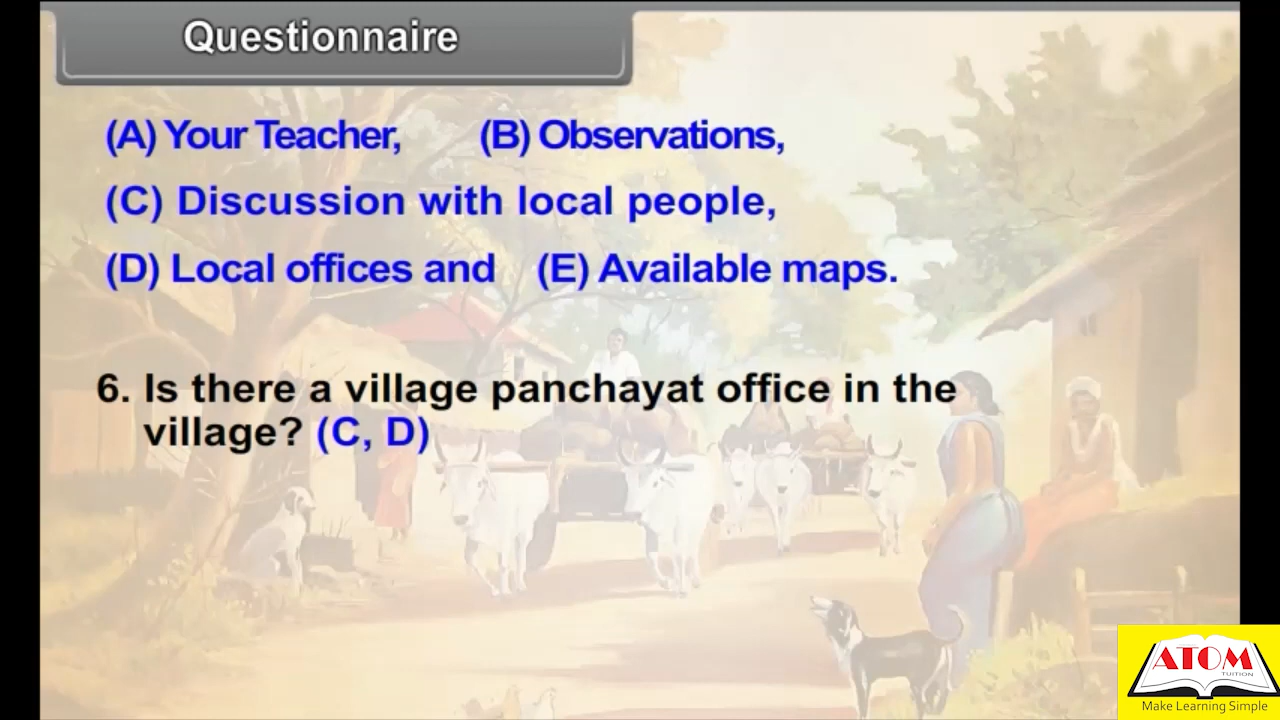 Questionnaire
(A) Your Teacher, (B) Observations,
(C) Discussion with local people,
(D) Local offices and (E) Available maps.
6. Is there a village panchayat office in the
village? (C, D)
ATOM
TUITION
Make Learning Simple